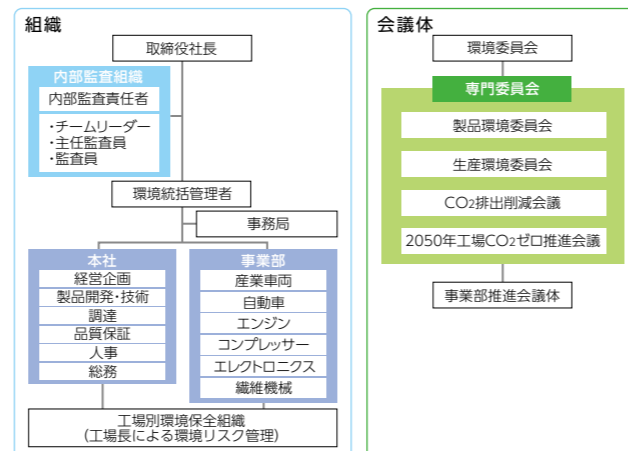 組織
取締役社長
内部監査組織
内部監査責任者
・チームリーダー
・主任監査員
・監査員
環境統括管理者
事務局
本社
経営企画
製品開発・技術
調達
品質保証
人事
総務
事業部
産業車両
自動車
エンジン
コンプレッサー
エレクトロニクス
繊維機械
工場別環境保全組織
(工場長による環境リスク管理)
会議体
環境委員会
専門委員会
製品環境委員会
生産環境委員会
CO2排出削減会議
2050年工場CO2ゼロ推進会議
事業部推進会議体